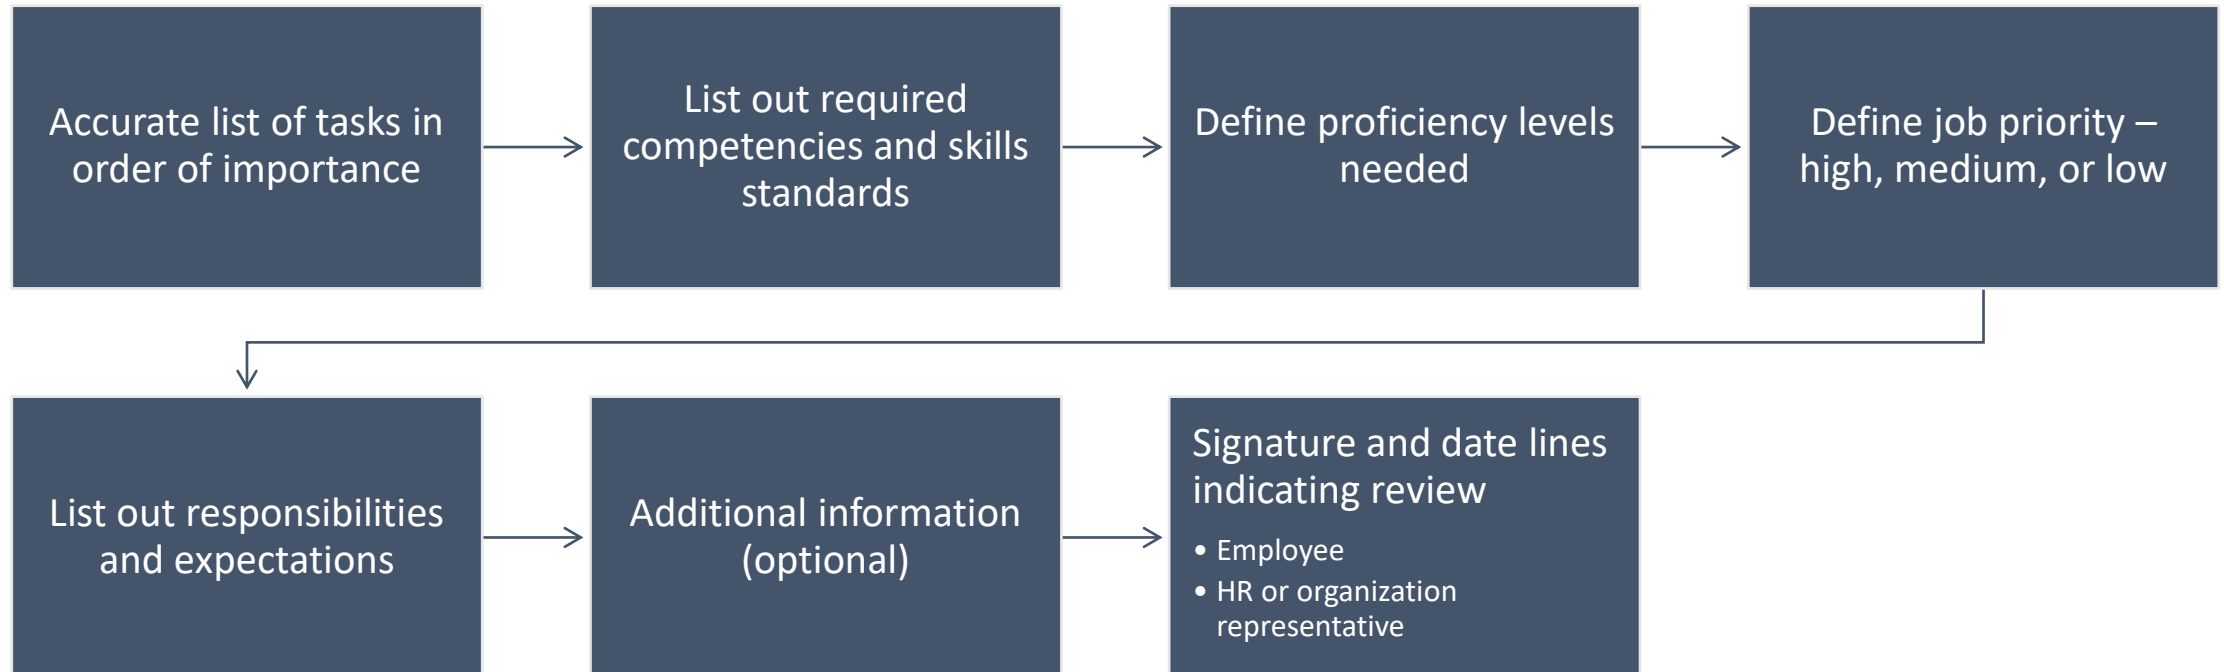 Accurate list of tasks in
order of importance
List out required
competencies and skills
standards
Define proficiency levels
needed
Define job priority –
high, medium, or low
List out responsibilities
and expectations
Additional information
(optional)
Signature and date lines
indicating review
• Employee
• HR or organization
representative